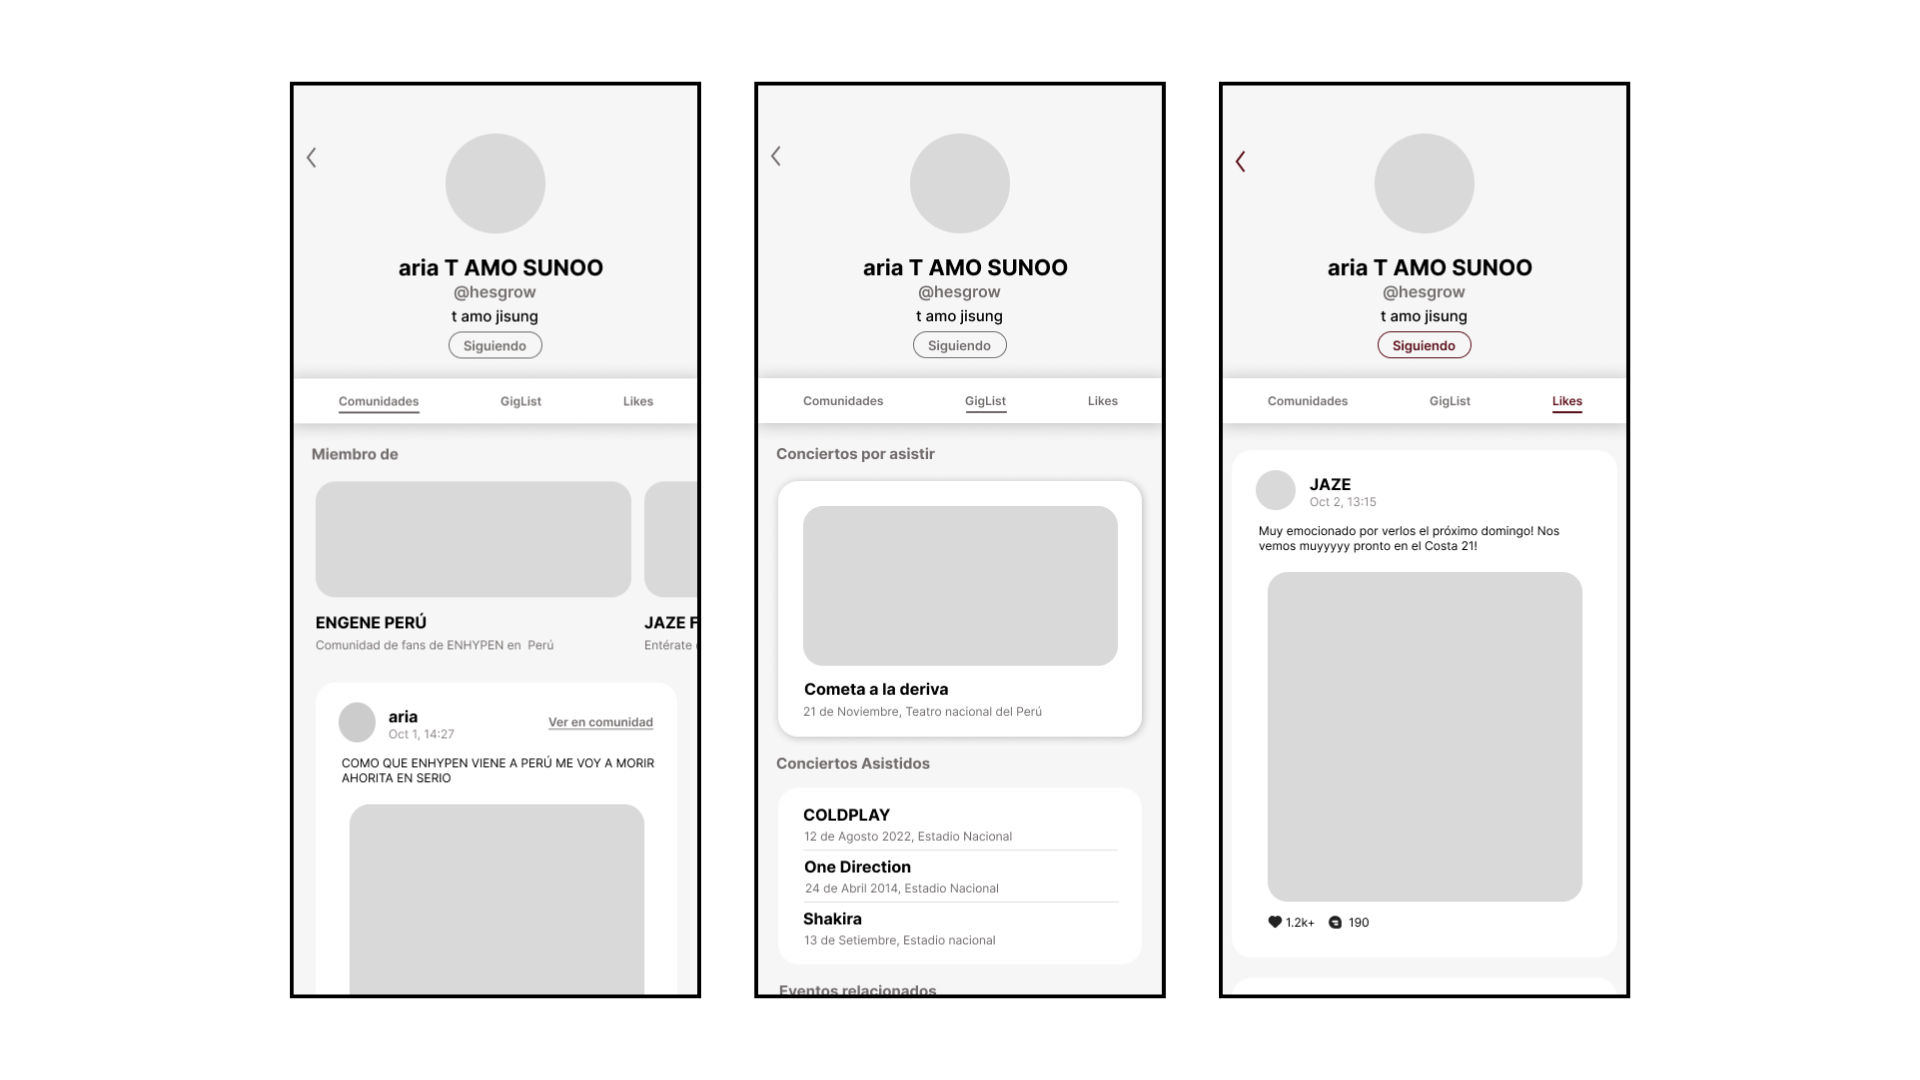 aria T AMO SUNOO
@hesgrow
t amo jisung
Siguiendo
Comunidades GigList Likes
Miembro de
ENGENE PERÚ
Comunidad de fans de ENHYPEN en  Perú
JAZE F
Entérate
aria
Oct 1, 14:27
Ver en comunidad
COMO QUE ENHYPEN VIENE A PERÚ ME VOY A MORIR
AHORITA EN SERIO
aria T AMO SUNOO
@hesgrow
t amo jisung
Siguiendo
Comunidades GigList Likes
Conciertos por asistir
Cometa a la deriva
21 de Noviembre, Teatro nacional del Perú
Conciertos Asistidos
COLDPLAY
12 de Agosto 2022, Estadio Nacional
One Direction
24 de Abril 2014, Estadio Nacional
Shakira
13 de Setiembre, Estadio nacional
Eventos relacionados
aria T AMO SUNOO
@hesgrow
t amo jisung
Siguiendo
Comunidades GigList Likes
JAZE
Oct 2, 13:15
Muy emocionado por verlos el próximo domingo! Nos
vemos muyyyyy pronto en el Costa 21!
1.2k+ 190